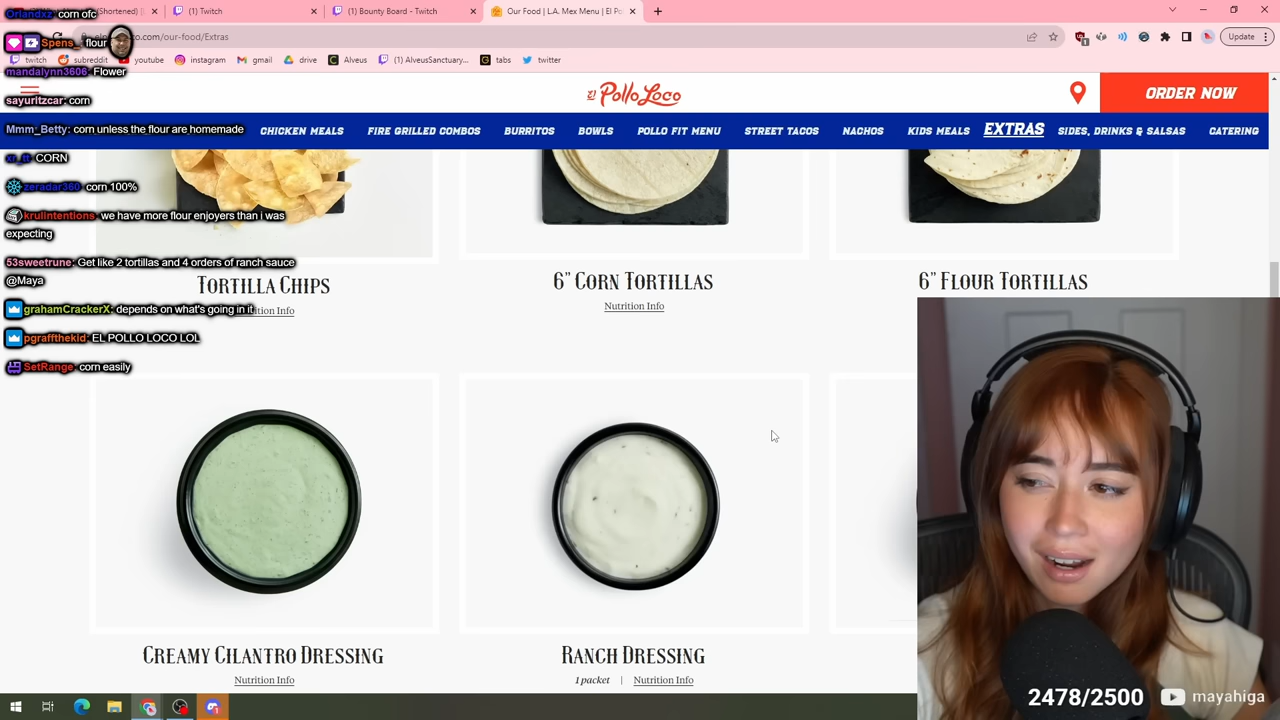 (Shortened)
(1) Twitch
(1) Bounty Board - Twitch
Our Food | L.A. Mex Menu | El Po
.com/our-food/Extras
Update
twitch
subreddit
youtube
instagram
gmail
drive
Alveus
(1) AlveusSanctuary...
tabs
twitter
El Pollo Loco
ORDER NOW
CHICKEN MEALS
FIRE GRILLED COMBOS
BURRITOS
BOWLS
POLLO FIT MENU
STREET TACOS
NACHOS
KIDS MEALS
EXTRAS
SIDES, DRINKS & SALSAS
CATERING
Orlandxz: corn ofc
Spens_: flour
mandalynn3606: Flower
sayuritzcar: corn
Mmm_Betty: corn unless the flour are homemade
CORN
zeradar360: corn 100%
krulintentions: we have more flour enjoyers than i was
expecting
53sweetrune: Get like 2 tortillas and 4 orders of ranch sauce
@Maya
grahamCrackerX: depends on what's going in it
pgraffthekid: EL POLLO LOCO LOL
SetRange: corn easily
TORTILLA CHIPS
Info
6" CORN TORTILLAS
Nutrition Info
6" FLOUR TORTILLAS
CREAMY CILANTRO DRESSING
Nutrition Info
RANCH DRESSING
1 packet | Nutrition Info
2478/2500
mayahiga